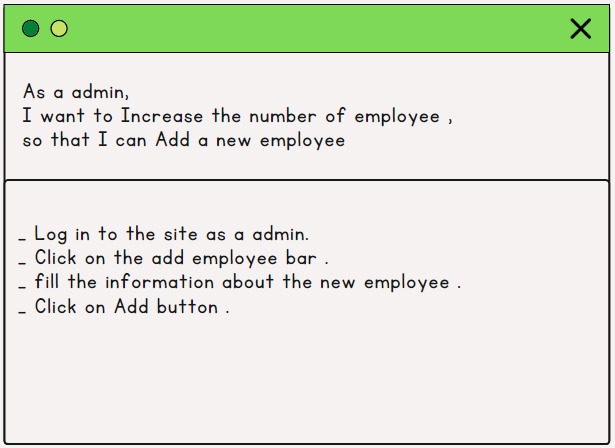 As a admin,
I want to Increase the number of employee ,
so that I can Add a new employee
_ Log in to the site as a admin.
_ Click on the add employee bar .
_ fill the information about the new employee .
_ Click on Add button .